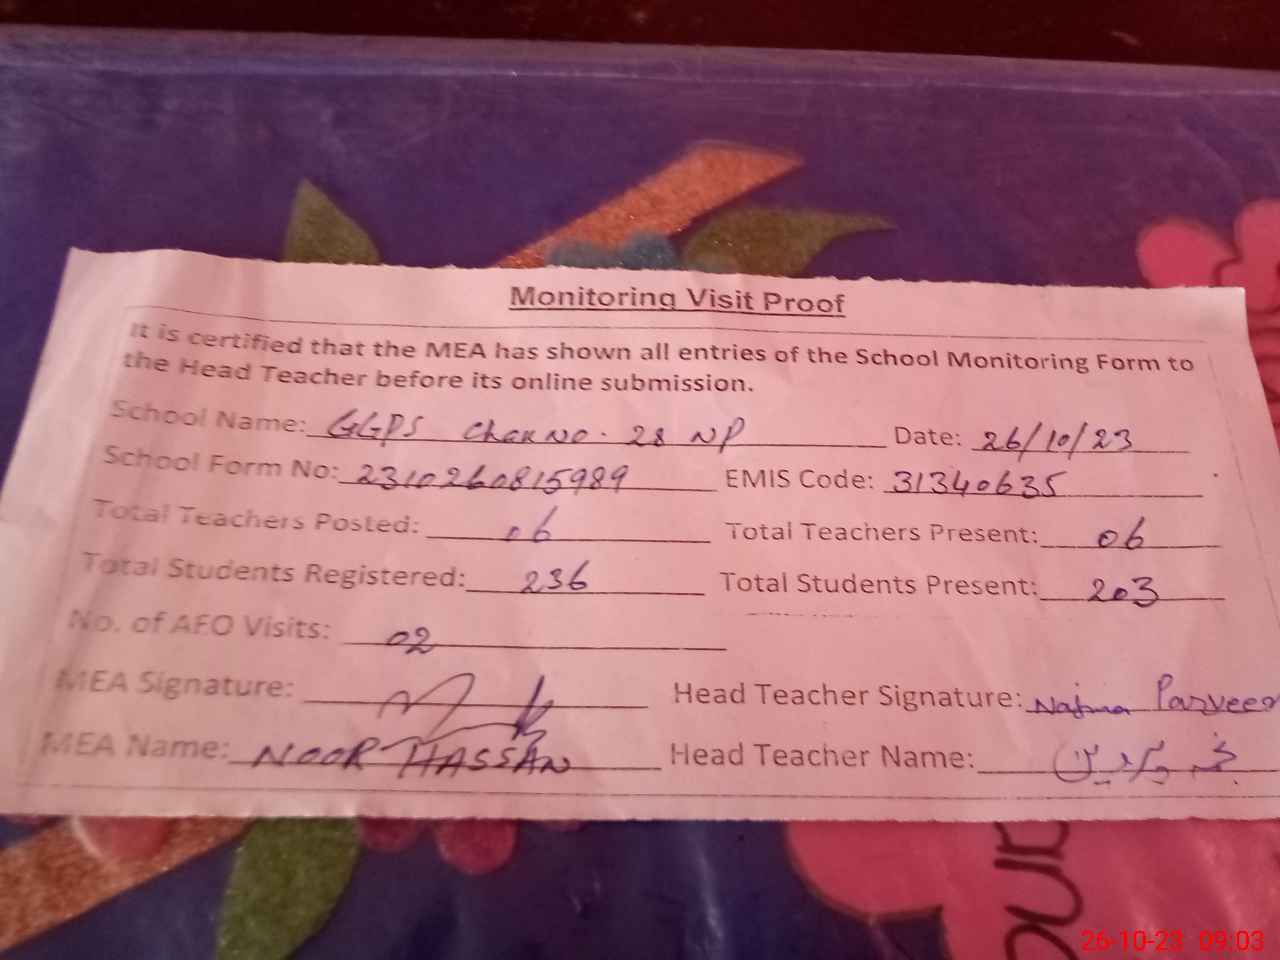 Monitoring Visit Proof
It is certified that the MEA has shown all entries of the School Monitoring Form to
the Head Teacher before its online submission.
School Name: GGPS Chak No. 28 NP Date: 26/10/23
School Form No: 2310260815989 EMIS Code: 31340635
Total Teachers Posted: 06 Total Teachers Present: 06
Total Students Registered: 236 Total Students Present: 203
No. of AEO Visits: 02
MEA Signature: Head Teacher Signature: Najma Parveen
MEA Name: NOOR HASSAN Head Teacher Name: نجمہ پروین
26-10-23 09:03